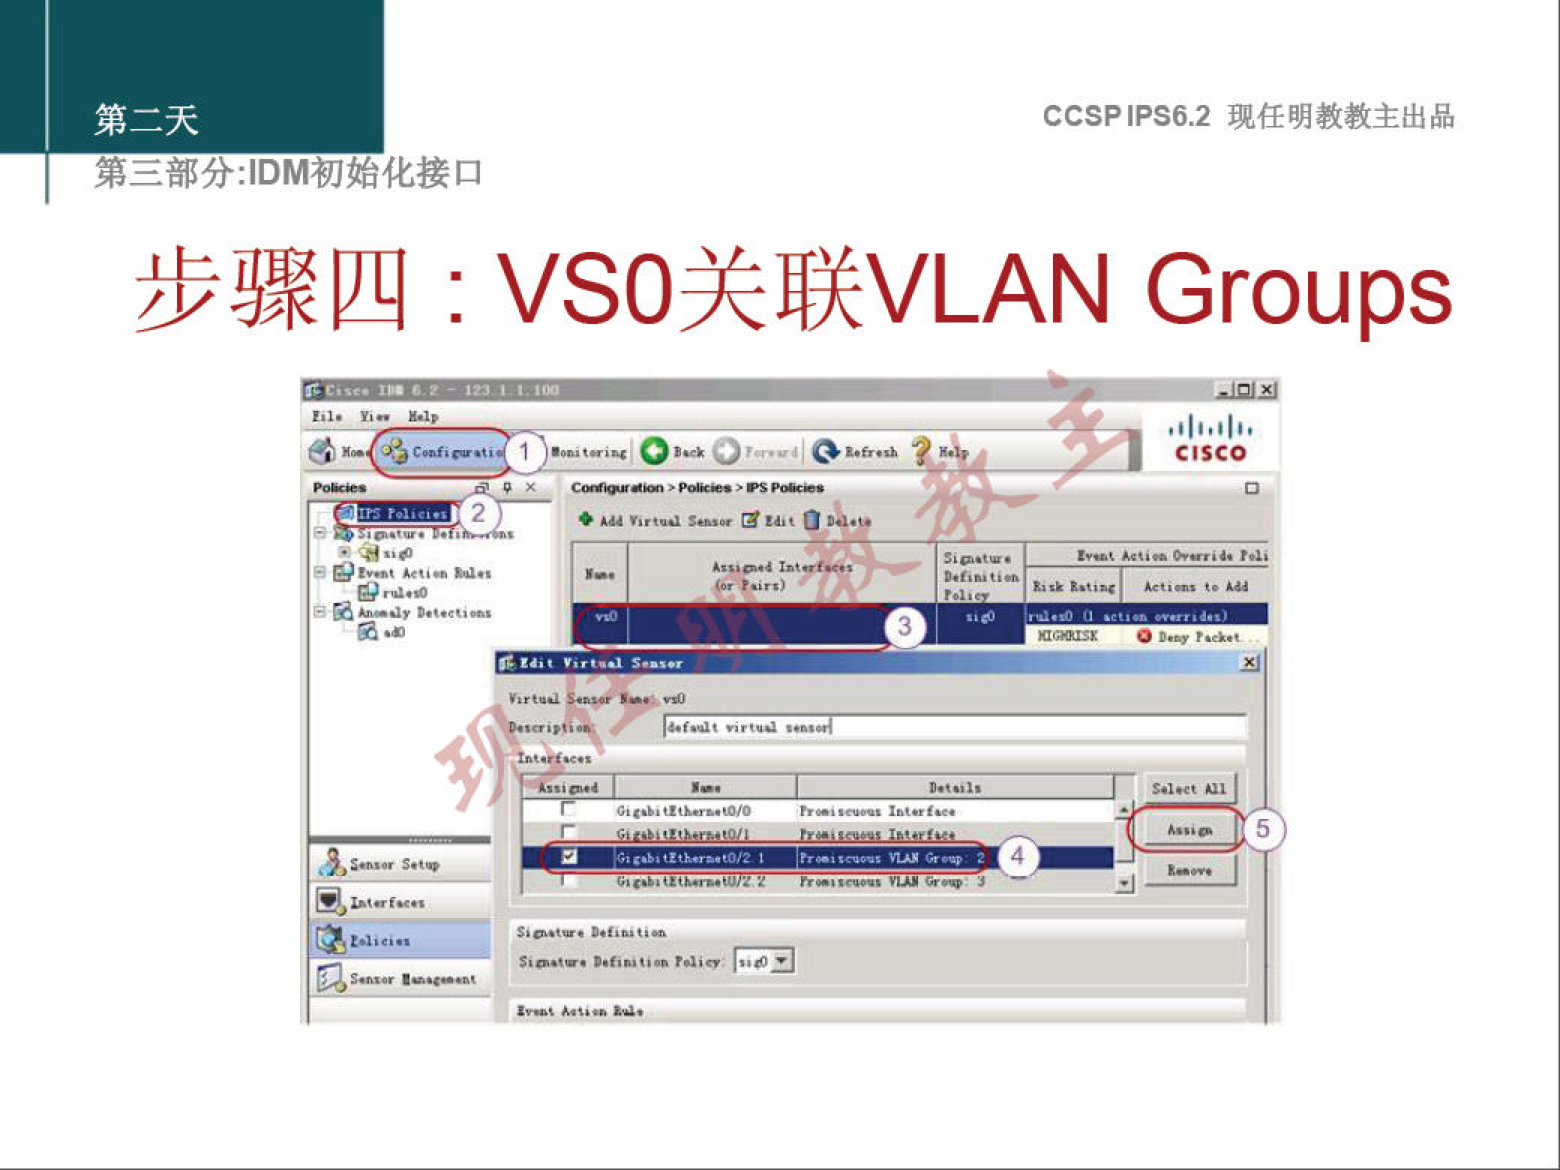 第二天
CCSP IPS6.2 现任明教教主出品
第三部分:IDM初始化接口
步骤四：VS0关联VLAN Groups
Cisco IDM 6.2 - 123.1.1.100
File View Help
Home Configuratio 1 Monitoring Back Forward Refresh Help
CISCO
Policies
Configuration > Policies > IPS Policies
IPS Policies 2
Add Virtual Sensor Edit Delete
Signature Definitions
sig0
Event Action Rules
rules0
Anomaly Detections
ad0
Name
Assigned Interfaces
(or Pairs)
Signature
Definition
Policy
Event Action Override Poli
Risk Rating Actions to Add
vs0 3 sig0 rules0 (1 action overrides)
HIGHRISK Deny Packet...
Edit Virtual Sensor
Virtual Sensor Name: vs0
Description: default virtual sensor
Interfaces
Assigned Name Details
Select All
GigabitEthernet0/0 Promiscuous Interface
GigabitEthernet0/1 Promiscuous Interface
Assign 5
GigabitEthernet0/2.1 Promiscuous VLAN Group: 2 4
GigabitEthernet0/2.2 Promiscuous VLAN Group: 3
Remove
Sensor Setup
Interfaces
Policies
Sensor Management
Signature Definition
Signature Definition Policy: sig0
Event Action Rule
现任明教教主